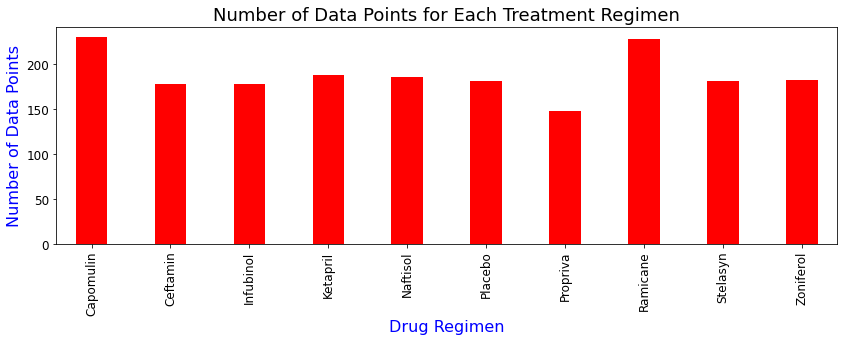 Number of Data Points for Each Treatment Regimen
Number of Data Points
200
150
100
50
0
Capomulin
Ceftamin
Infubinol
Ketapril
Naftisol
Placebo
Propriva
Ramicane
Stelasyn
Zoniferol
Drug Regimen